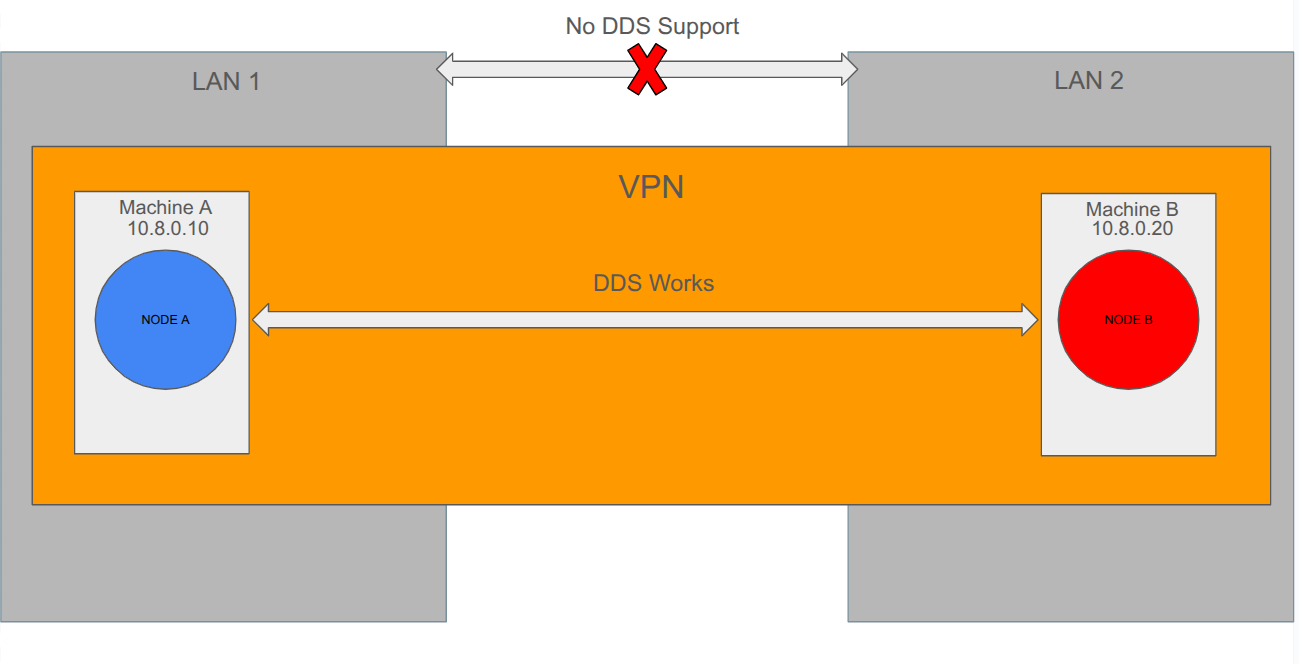 No DDS Support
LAN 1
LAN 2
VPN
Machine A
10.8.0.10
Machine B
10.8.0.20
DDS Works
NODE A
NODE B